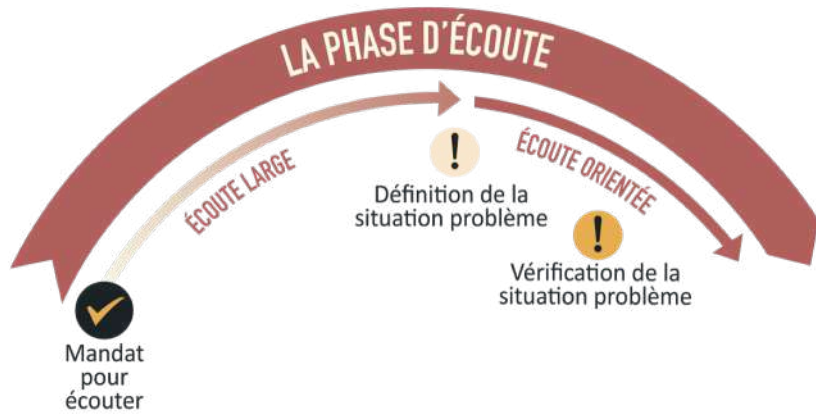 LA PHASE D'ÉCOUTE
ÉCOUTE LARGE
!
Définition de la
situation problème
ÉCOUTE ORIENTÉE
!
Vérification de la
situation problème
Mandat
pour
écouter